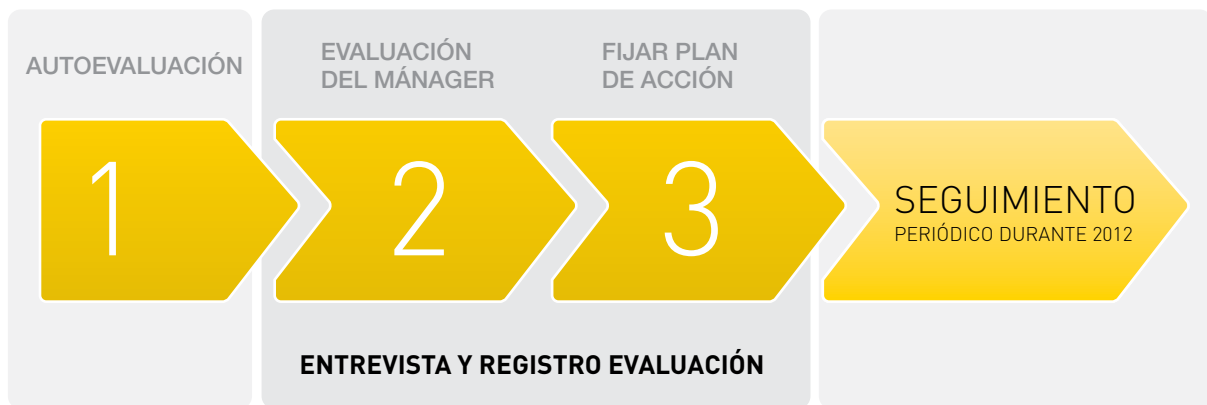 AUTOEVALUACIÓN
EVALUACIÓN
DEL MÁNAGER
FIJAR PLAN
DE ACCIÓN
1
2
3
SEGUIMIENTO
PERIÓDICO DURANTE 2012
ENTREVISTA Y REGISTRO EVALUACIÓN